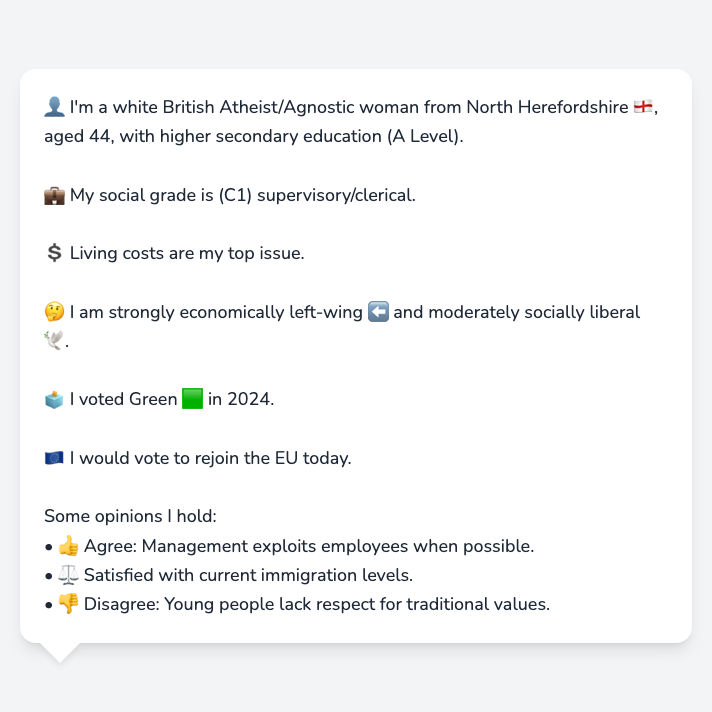 👤 I'm a white British Atheist/Agnostic woman from North Herefordshire 🏴󠁧󠁢󠁥󠁮󠁧󠁿,
aged 44, with higher secondary education (A Level).
💼 My social grade is (C1) supervisory/clerical.
💲 Living costs are my top issue.
🤔 I am strongly economically left-wing ⬅️ and moderately socially liberal
🕊️.
🗳️ I voted Green 🟩 in 2024.
🇪🇺 I would vote to rejoin the EU today.
Some opinions I hold:
• 👍 Agree: Management exploits employees when possible.
• ⚖️ Satisfied with current immigration levels.
• 👎 Disagree: Young people lack respect for traditional values.